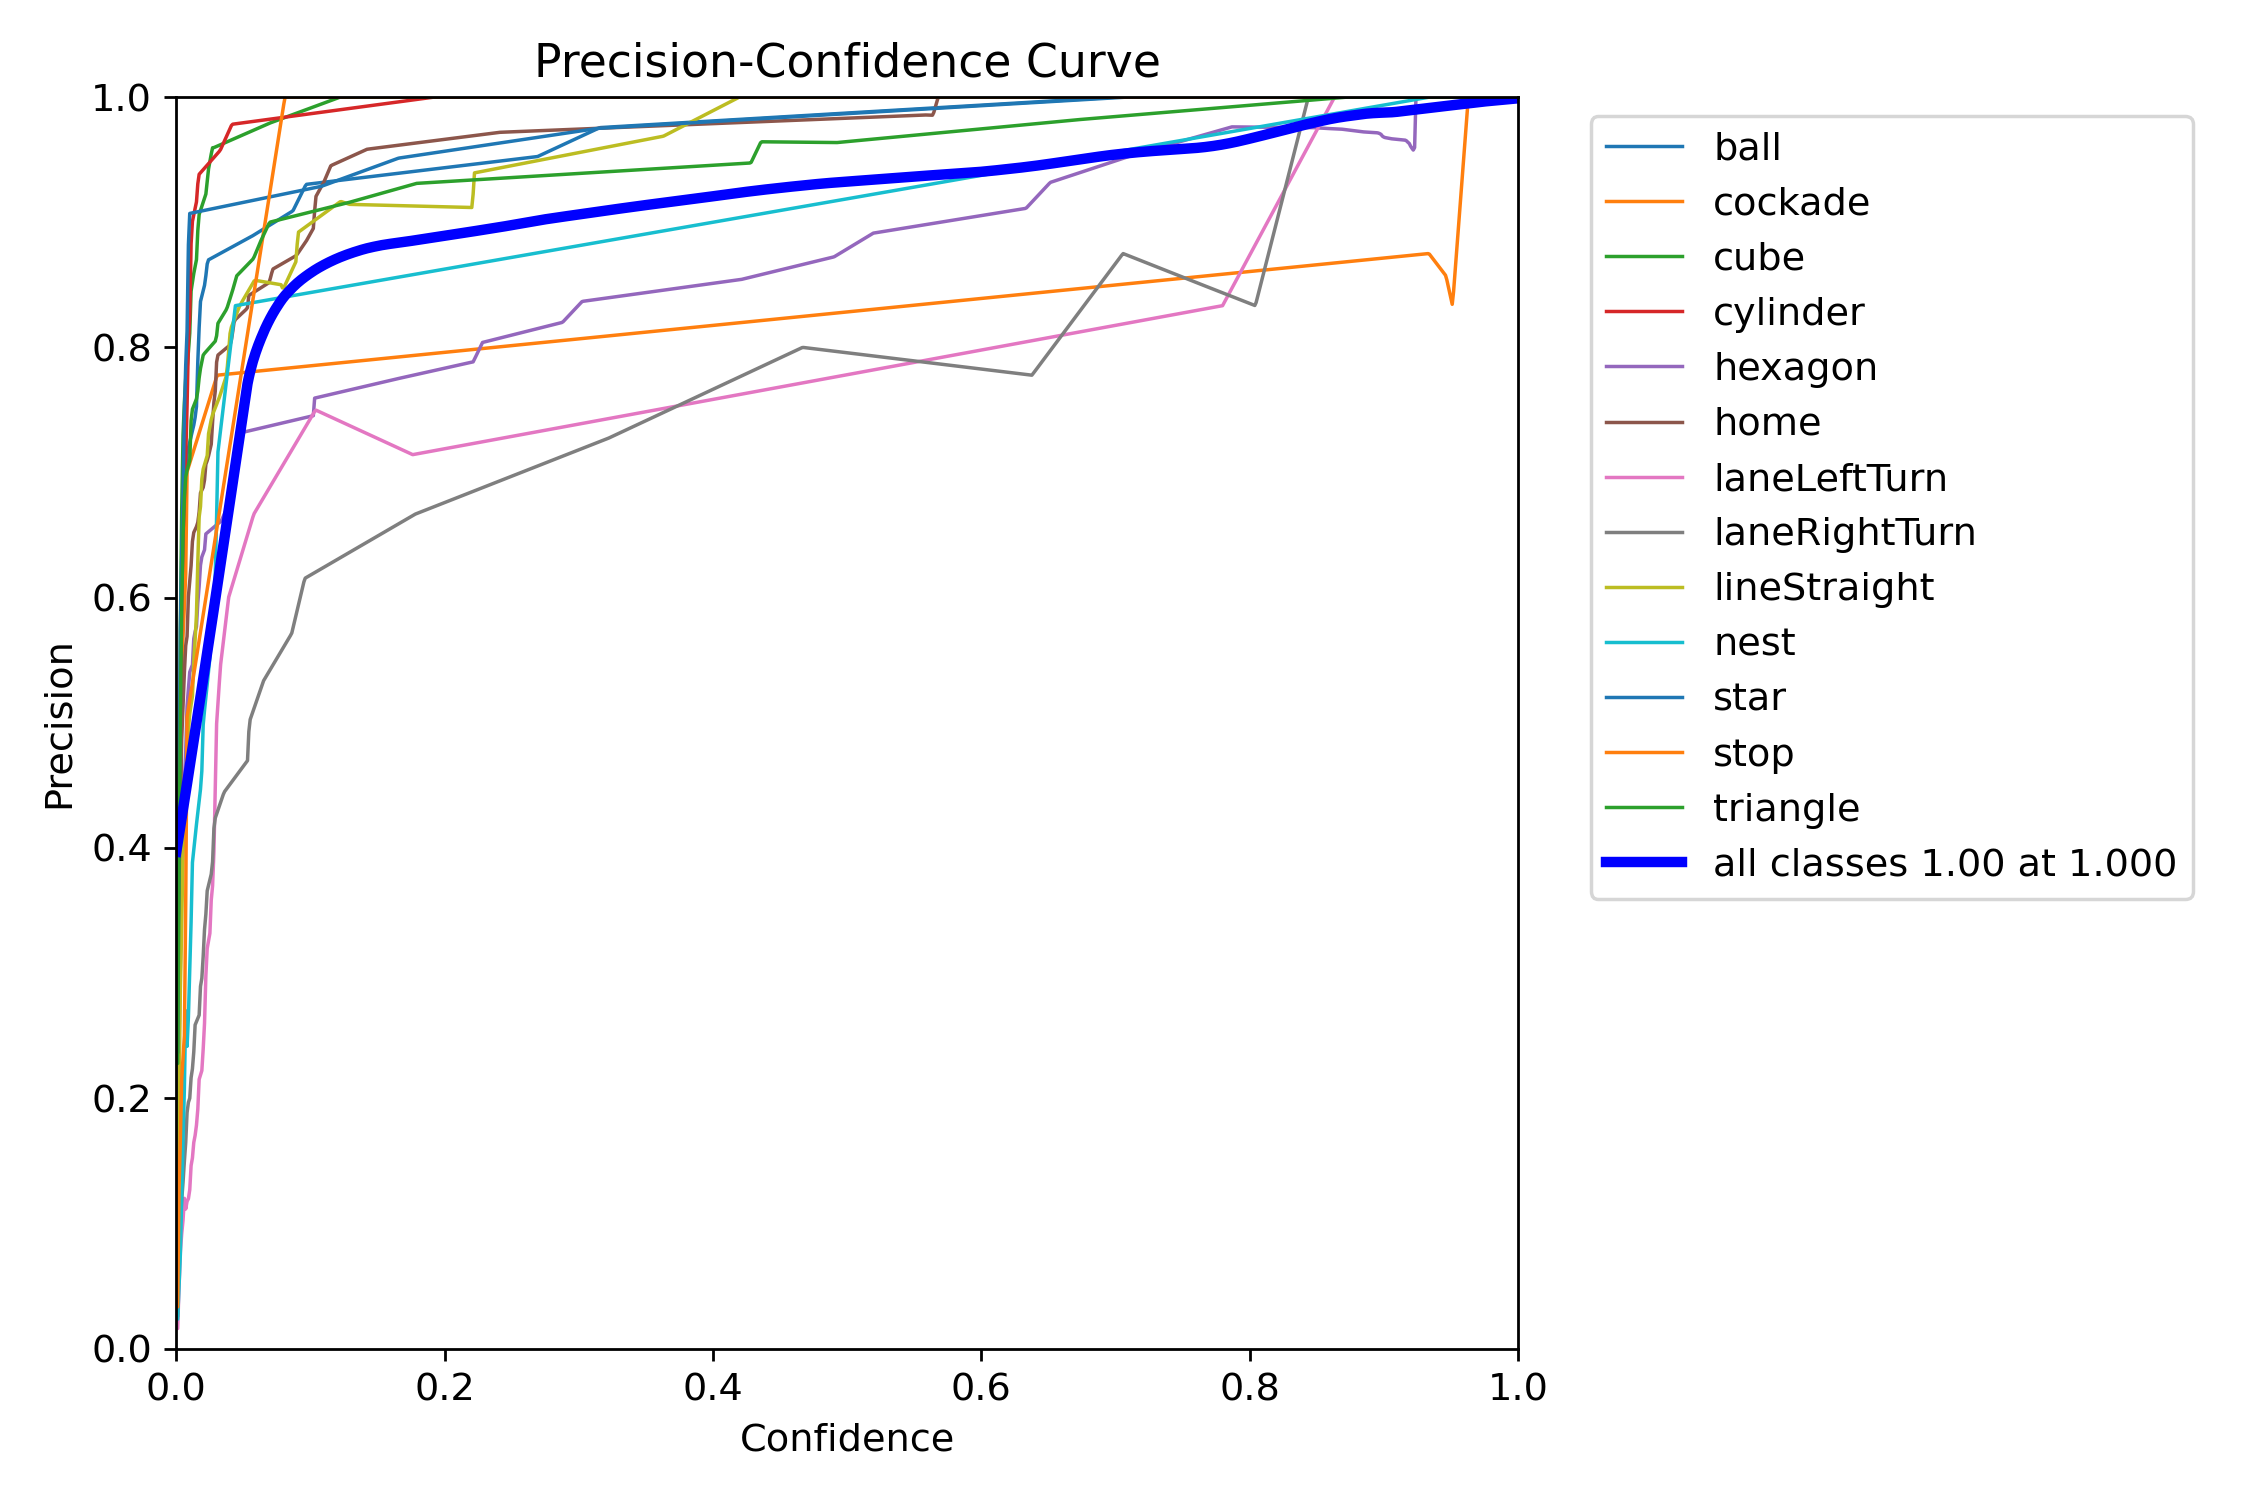 Precision-Confidence Curve
1.0
0.8
0.6
0.4
0.2
0.0
Precision
0.0 0.2 0.4 0.6 0.8 1.0
Confidence
ball
cockade
cube
cylinder
hexagon
home
laneLeftTurn
laneRightTurn
lineStraight
nest
star
stop
triangle
all classes 1.00 at 1.000